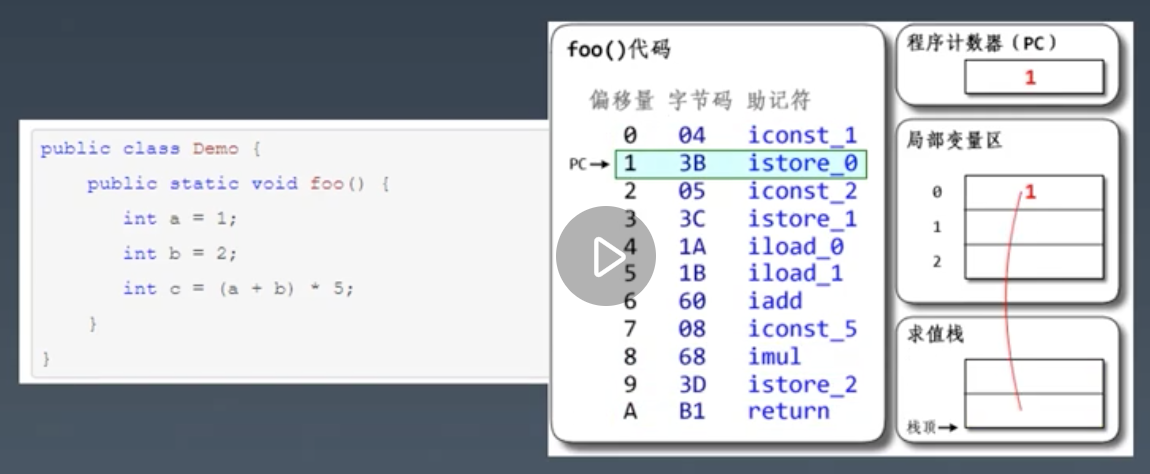 public class Demo {
public static void foo() {
int a = 1;
int b = 2;
int c = (a + b) * 5;
}
}
foo()代码
偏移量 字节码 助记符
0 04 iconst_1
PC→ 1 3B istore_0
2 05 iconst_2
3 3C istore_1
4 1A iload_0
5 1B iload_1
6 60 iadd
7 08 iconst_5
8 68 imul
9 3D istore_2
A B1 return
程序计数器（PC）
1
局部变量区
0 1
1
2
求值栈
栈顶→